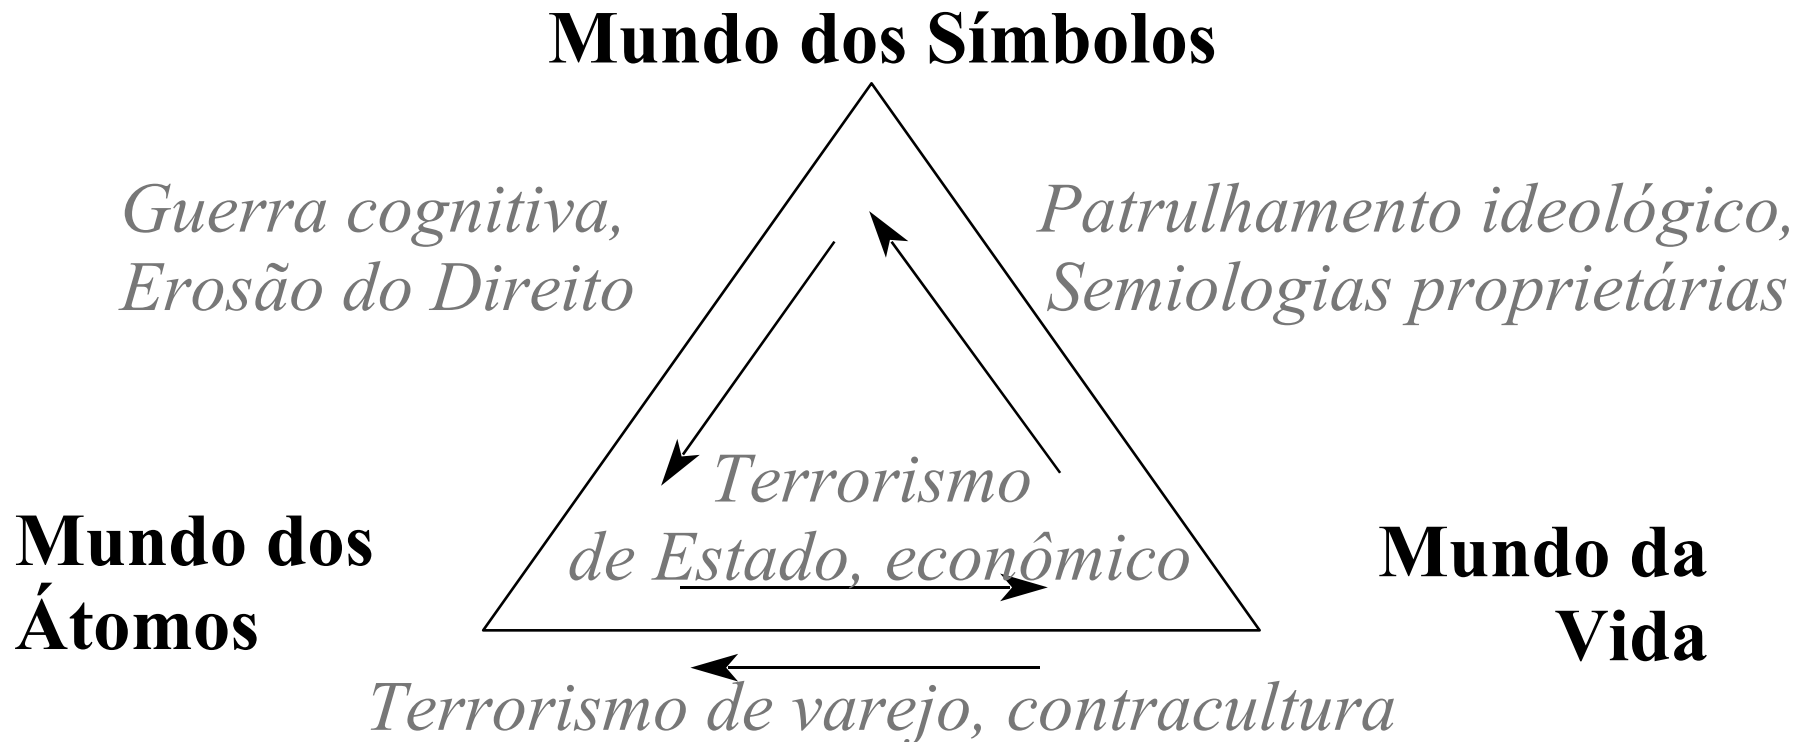 Mundo dos Símbolos
Guerra cognitiva,
Erosão do Direito
Patrulhamento ideológico,
Semiologias proprietárias
Terrorismo
de Estado, econômico
Mundo dos
Átomos
Mundo da
Vida
Terrorismo de varejo, contracultura